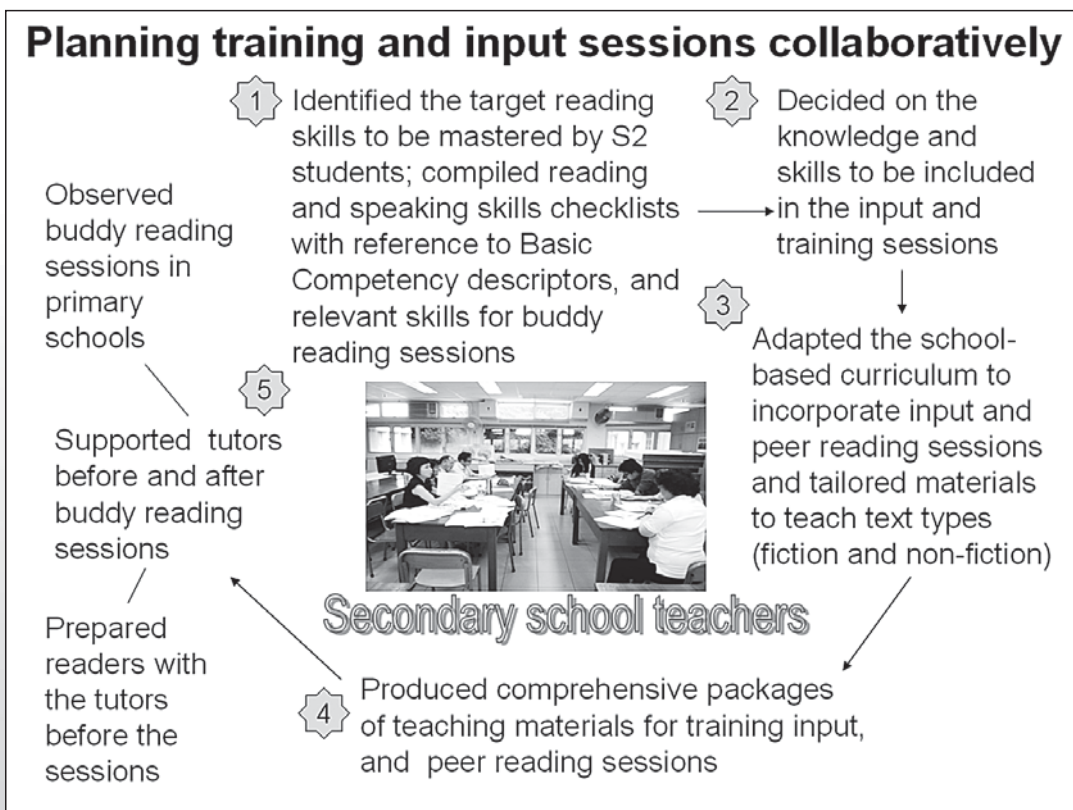 Planning training and input sessions collaboratively
1
Identified the target reading
skills to be mastered by S2
students; compiled reading
and speaking skills checklists
with reference to Basic
Competency descriptors, and
relevant skills for buddy
reading sessions
2
Decided on the
knowledge and
skills to be included
in the input and
training sessions
3
Adapted the school-
based curriculum to
incorporate input and
peer reading sessions
and tailored materials
to teach text types
(fiction and non-fiction)
4
Produced comprehensive packages
of teaching materials for training input,
and peer reading sessions
5
Supported tutors
before and after
buddy reading
sessions
Observed
buddy reading
sessions in
primary
schools
Prepared
readers with
the tutors
before the
sessions
Secondary school teachers